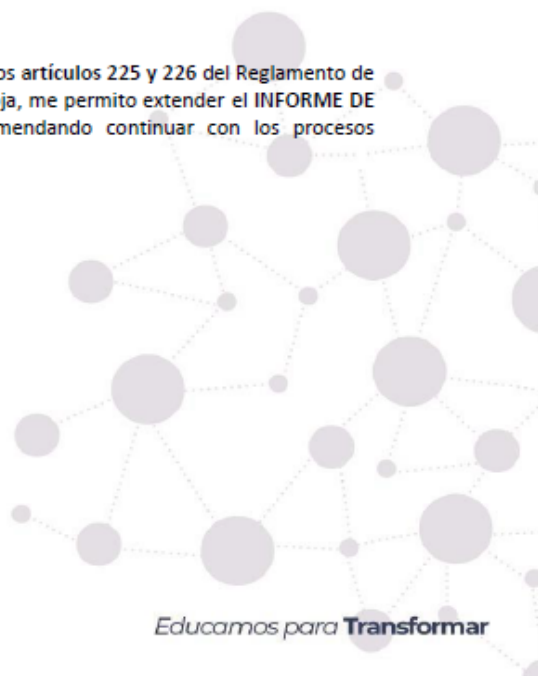 os artículos 225 y 226 del Reglamento de
ja, me permito extender el INFORME DE
mendando continuar con los procesos
Educamos para Transformar